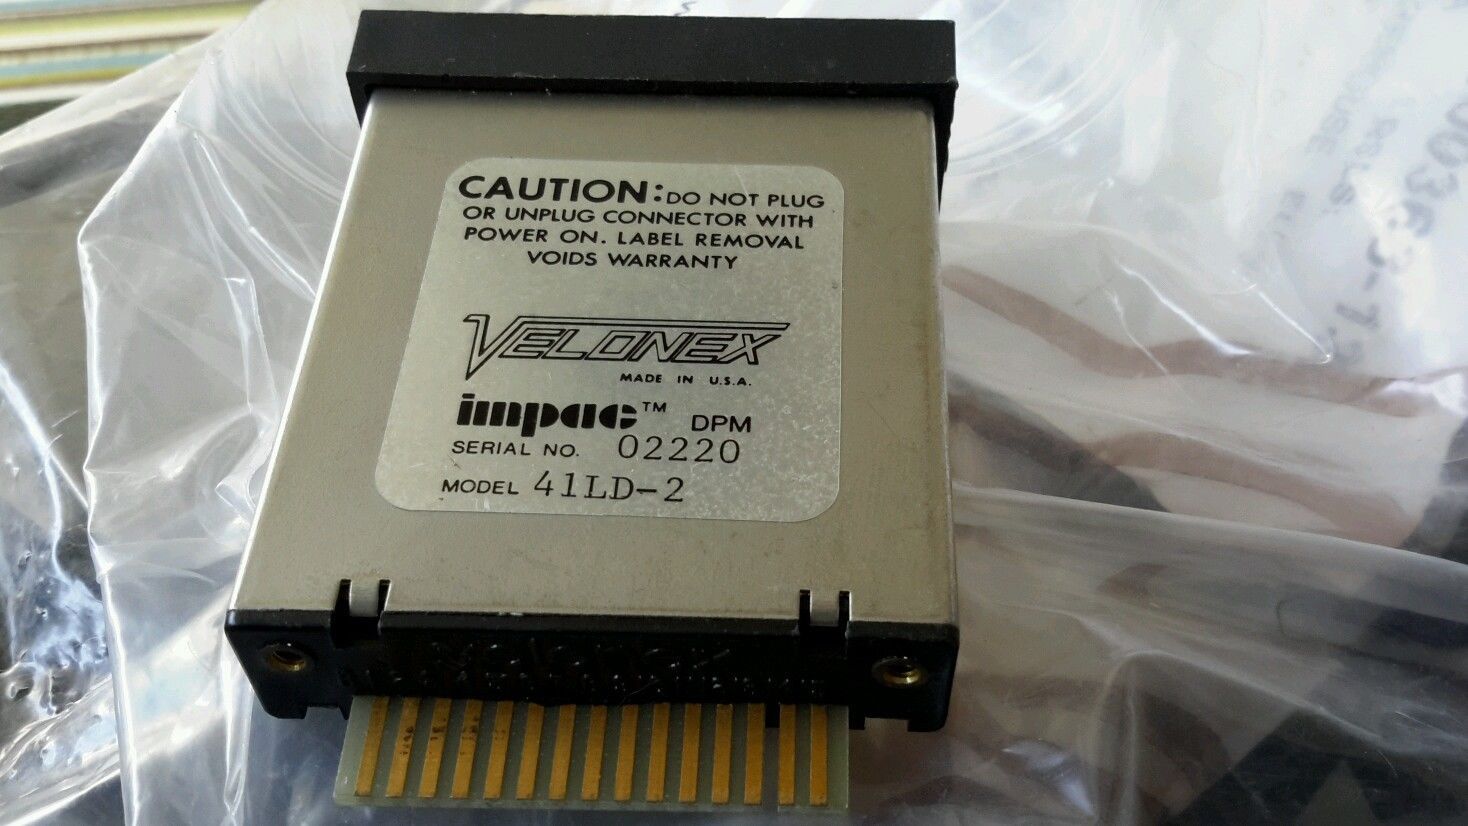 CAUTION: DO NOT PLUG
OR UNPLUG CONNECTOR WITH
POWER ON. LABEL REMOVAL
VOIDS WARRANTY
VELONEX
MADE IN U.S.A.
impac™ DPM
SERIAL NO. 02220
MODEL 41LD-2
Velonex